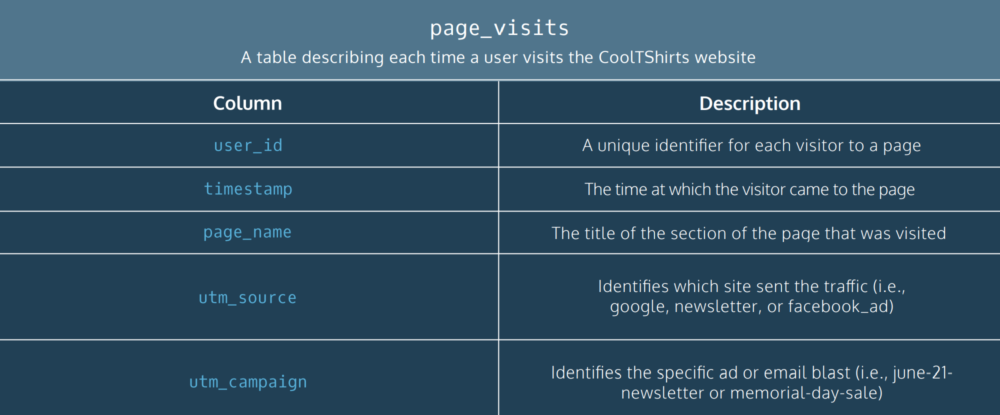 page_visits
A table describing each time a user visits the CoolTShirts website
Column
Description
user_id
A unique identifier for each visitor to a page
timestamp
The time at which the visitor came to the page
page_name
The title of the section of the page that was visited
utm_source
Identifies which site sent the traffic (i.e.,
google, newsletter, or facebook_ad)
utm_campaign
Identifies the specific ad or email blast (i.e., june-21-
newsletter or memorial-day-sale)